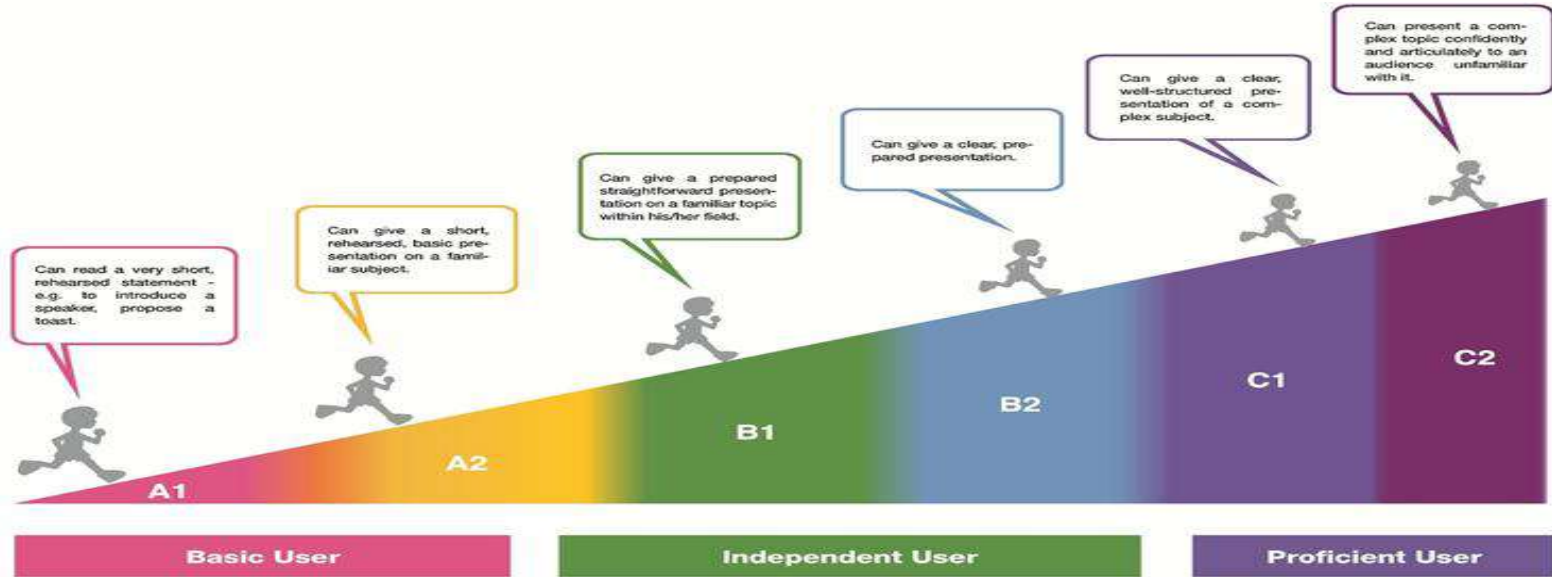 Can read a very short,
rehearsed statement -
e.g. to introduce a
speaker, propose a
toast.
Can give a short,
rehearsed, basic pre-
sentation on a famil-
iar subject.
Can give a prepared
straightforward presen-
tation on a familiar topic
within his/her field.
Can give a clear, pre-
pared presentation.
Can give a clear,
well-structured pre-
sentation of a com-
plex subject.
Can present a com-
plex topic confidently
and articulately to an
audience unfamiliar
with it.
A1
A2
B1
B2
C1
C2
Basic User
Independent User
Proficient User